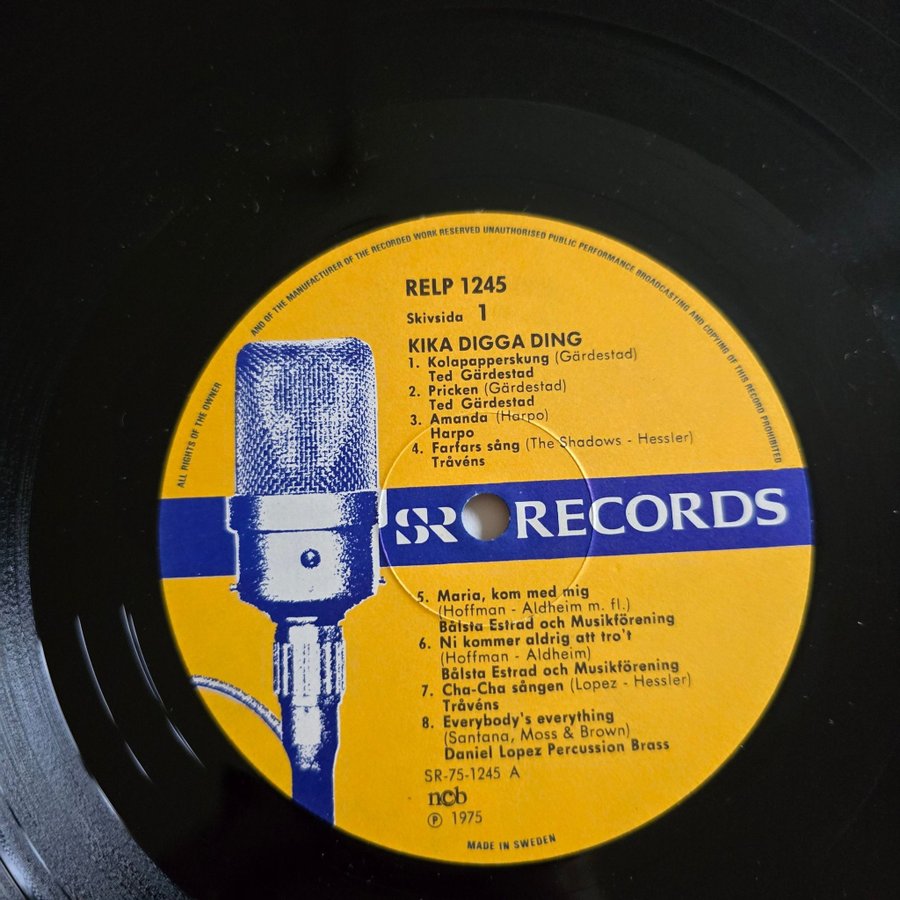 ALL RIGHTS OF THE OWNER AND OF THE MANUFACTURER OF THE RECORDED WORK RESERVED UNAUTHORISED PUBLIC PERFORMANCE BROADCASTING AND COPYING OF THIS RECORD PROHIBITED
RELP 1245
Skivsida 1
KIKA DIGGA DING
1. Kolapapperskung (Gärdestad)
Ted Gärdestad
2. Pricken (Gärdestad)
Ted Gärdestad
3. Amanda (Harpo)
Harpo
4. Farfars sång (The Shadows - Hessler)
Tråvéns
SR RECORDS
5. Maria, kom med mig
(Hoffman - Aldheim m. fl.)
Bålsta Estrad och Musikförening
6. Ni kommer aldrig att tro't
(Hoffman - Aldheim)
Bålsta Estrad och Musikförening
7. Cha-Cha sången (Lopez - Hessler)
Tråvéns
8. Everybody's everything
(Santana, Moss & Brown)
Daniel Lopez Percussion Brass
SR-75-1245 A
ncb
℗ 1975
MADE IN SWEDEN